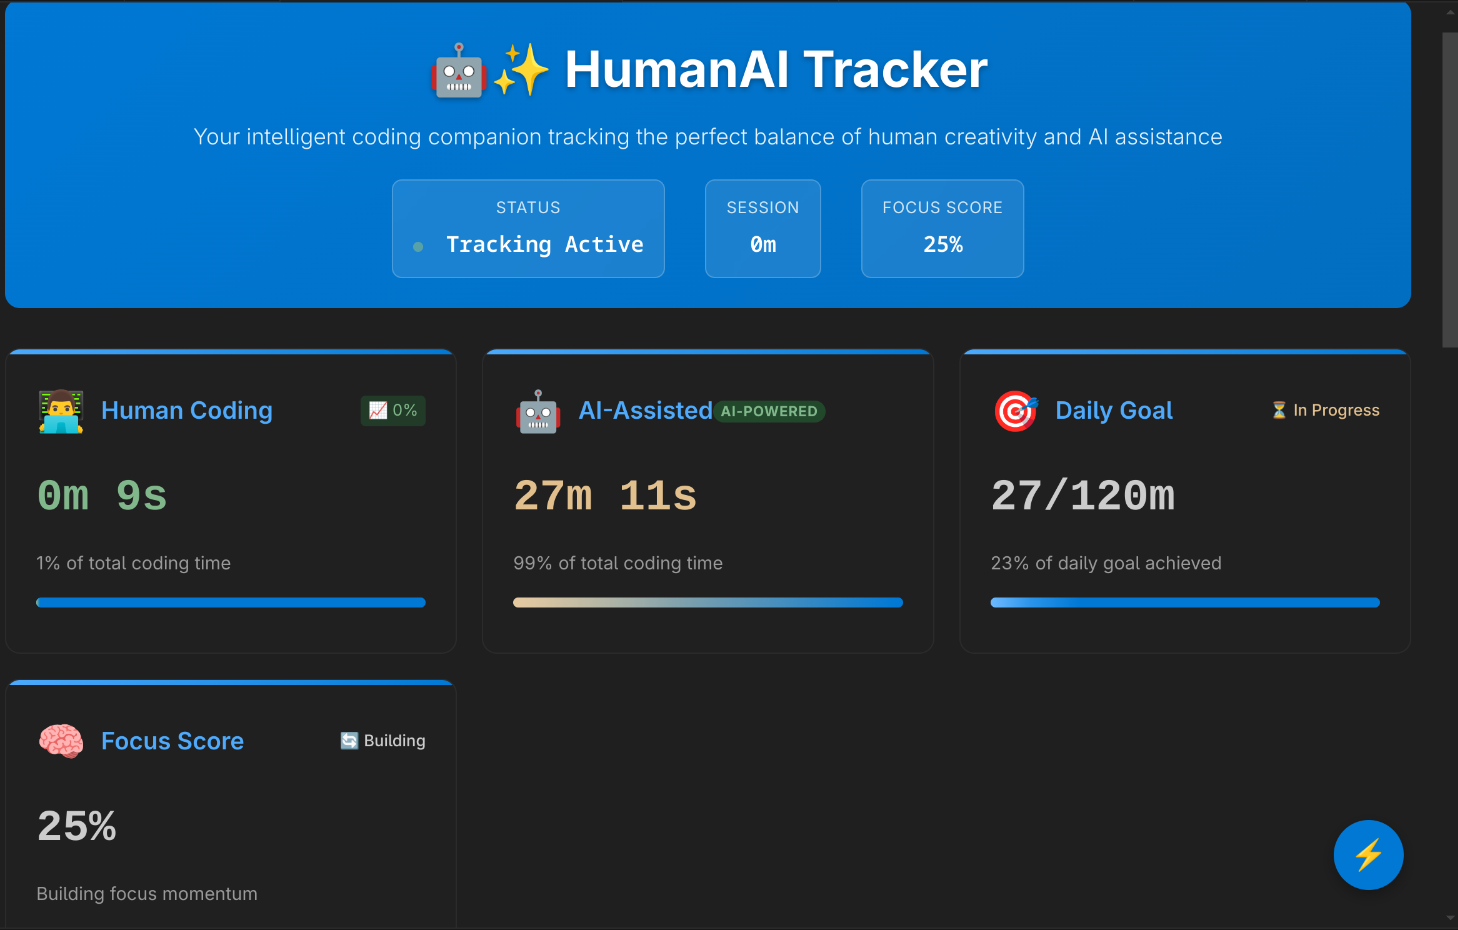 HumanAI Tracker
Your intelligent coding companion tracking the perfect balance of human creativity and AI assistance
STATUS
Tracking Active
SESSION
0m
FOCUS SCORE
25%
Human Coding
0%
0m 9s
1% of total coding time
AI-Assisted
AI-POWERED
27m 11s
99% of total coding time
Daily Goal
In Progress
27/120m
23% of daily goal achieved
Focus Score
Building
25%
Building focus momentum